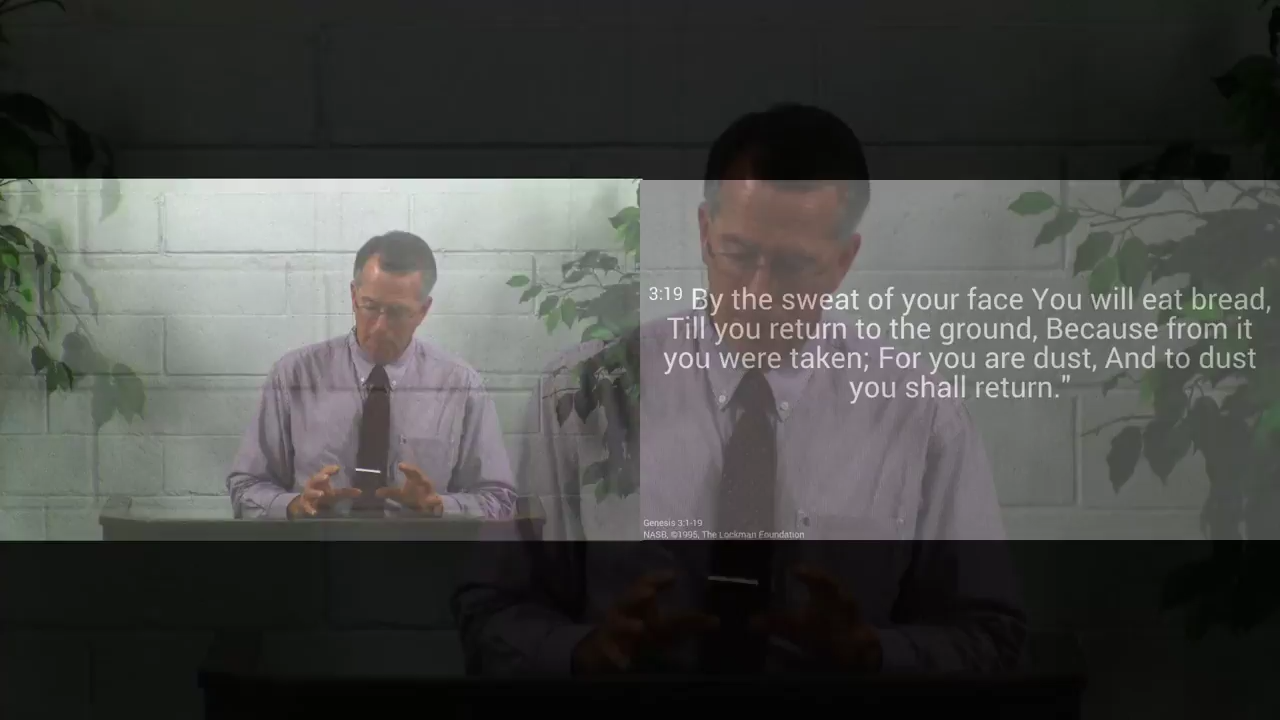 3:19 By the sweat of your face You will eat bread,
Till you return to the ground, Because from it
you were taken; For you are dust, And to dust
you shall return."
Genesis 3:1-19
NASB, ©1995, The Lockman Foundation